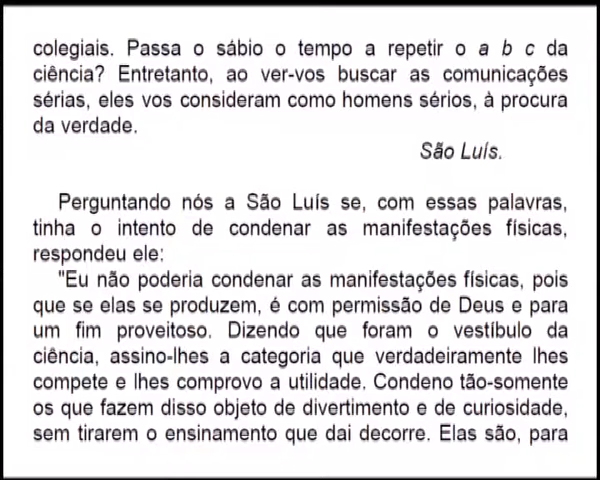 colegiais. Passa o sábio o tempo a repetir o a b c da
ciência? Entretanto, ao ver-vos buscar as comunicações
sérias, eles vos consideram como homens sérios, à procura
da verdade.
São Luís.
Perguntando nós a São Luís se, com essas palavras,
tinha o intento de condenar as manifestações físicas,
respondeu ele:
"Eu não poderia condenar as manifestações físicas, pois
que se elas se produzem, é com permissão de Deus e para
um fim proveitoso. Dizendo que foram o vestíbulo da
ciência, assino-lhes a categoria que verdadeiramente lhes
compete e lhes comprovo a utilidade. Condeno tão-somente
os que fazem disso objeto de divertimento e de curiosidade,
sem tirarem o ensinamento que dai decorre. Elas são, para